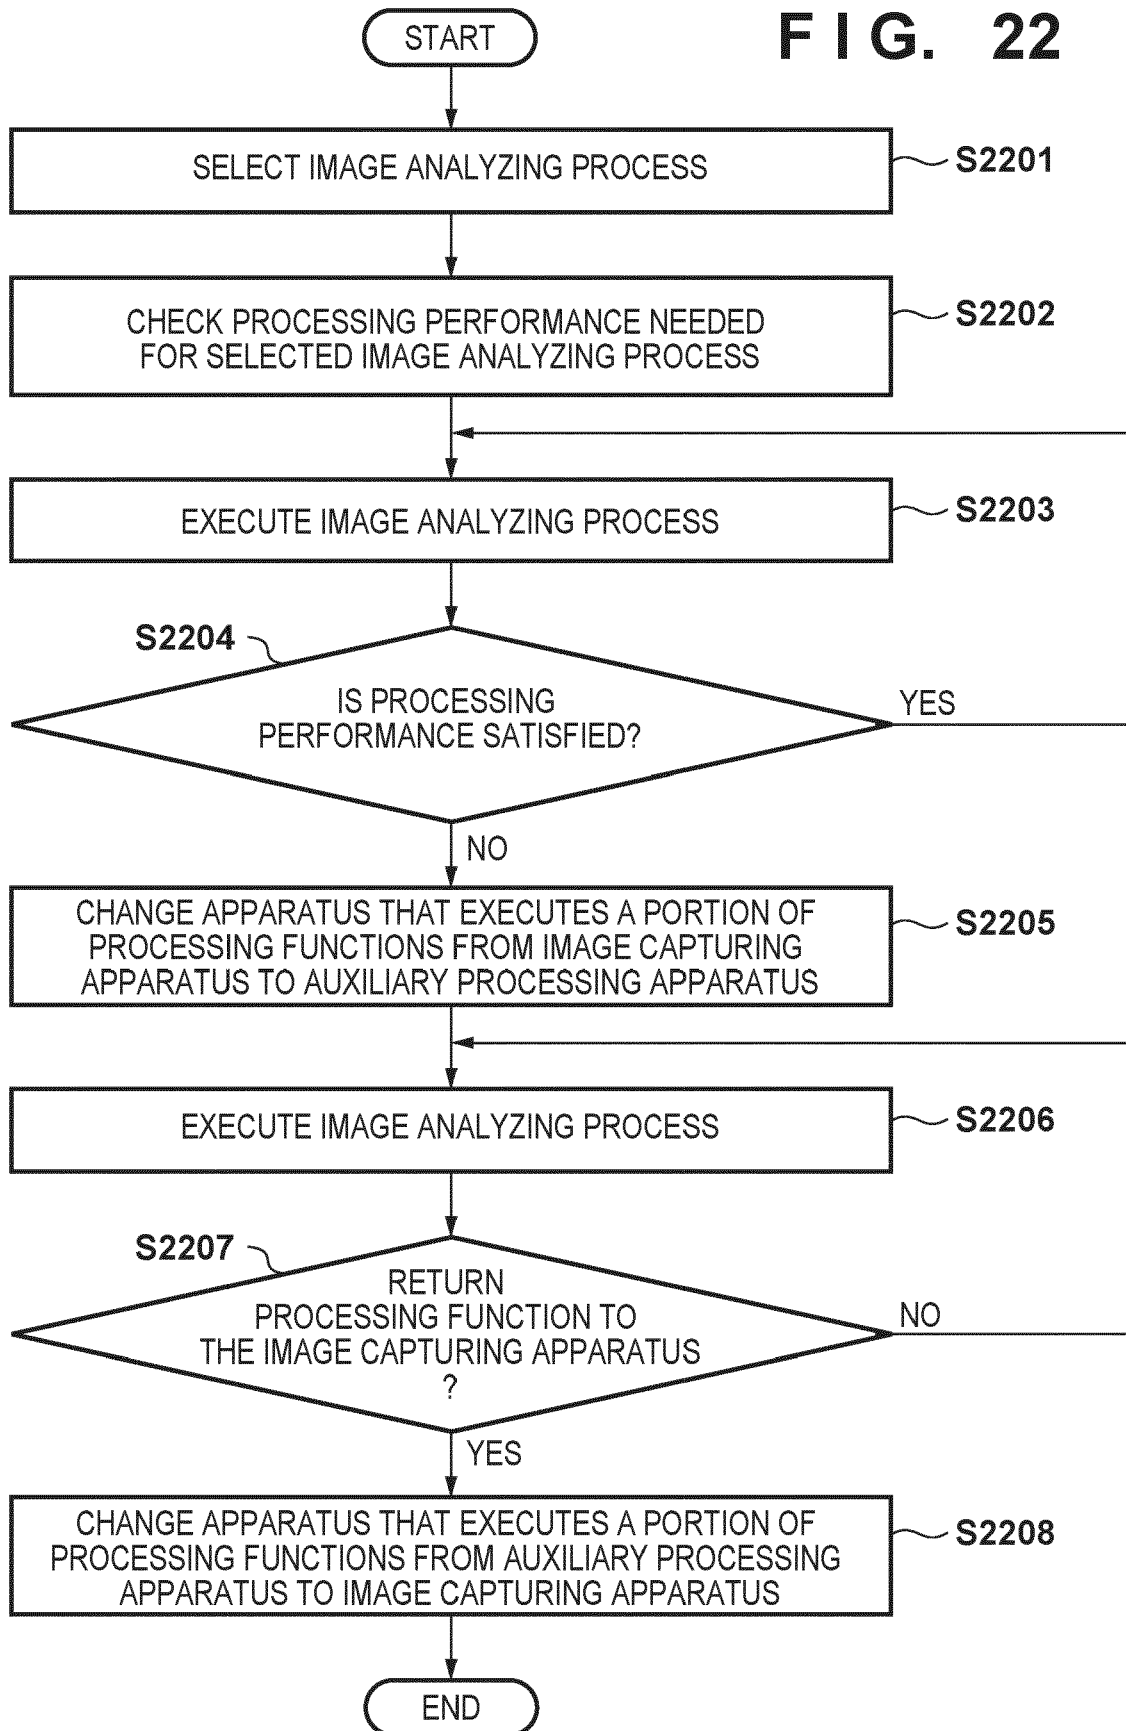 FIG. 22
START
SELECT IMAGE ANALYZING PROCESS
S2201
CHECK PROCESSING PERFORMANCE NEEDED
FOR SELECTED IMAGE ANALYZING PROCESS
S2202
EXECUTE IMAGE ANALYZING PROCESS
S2203
S2204
IS PROCESSING
PERFORMANCE SATISFIED?
YES
NO
CHANGE APPARATUS THAT EXECUTES A PORTION OF
PROCESSING FUNCTIONS FROM IMAGE CAPTURING
APPARATUS TO AUXILIARY PROCESSING APPARATUS
S2205
EXECUTE IMAGE ANALYZING PROCESS
S2206
S2207
RETURN
PROCESSING FUNCTION TO
THE IMAGE CAPTURING APPARATUS
?
NO
YES
CHANGE APPARATUS THAT EXECUTES A PORTION OF
PROCESSING FUNCTIONS FROM AUXILIARY PROCESSING
APPARATUS TO IMAGE CAPTURING APPARATUS
S2208
END